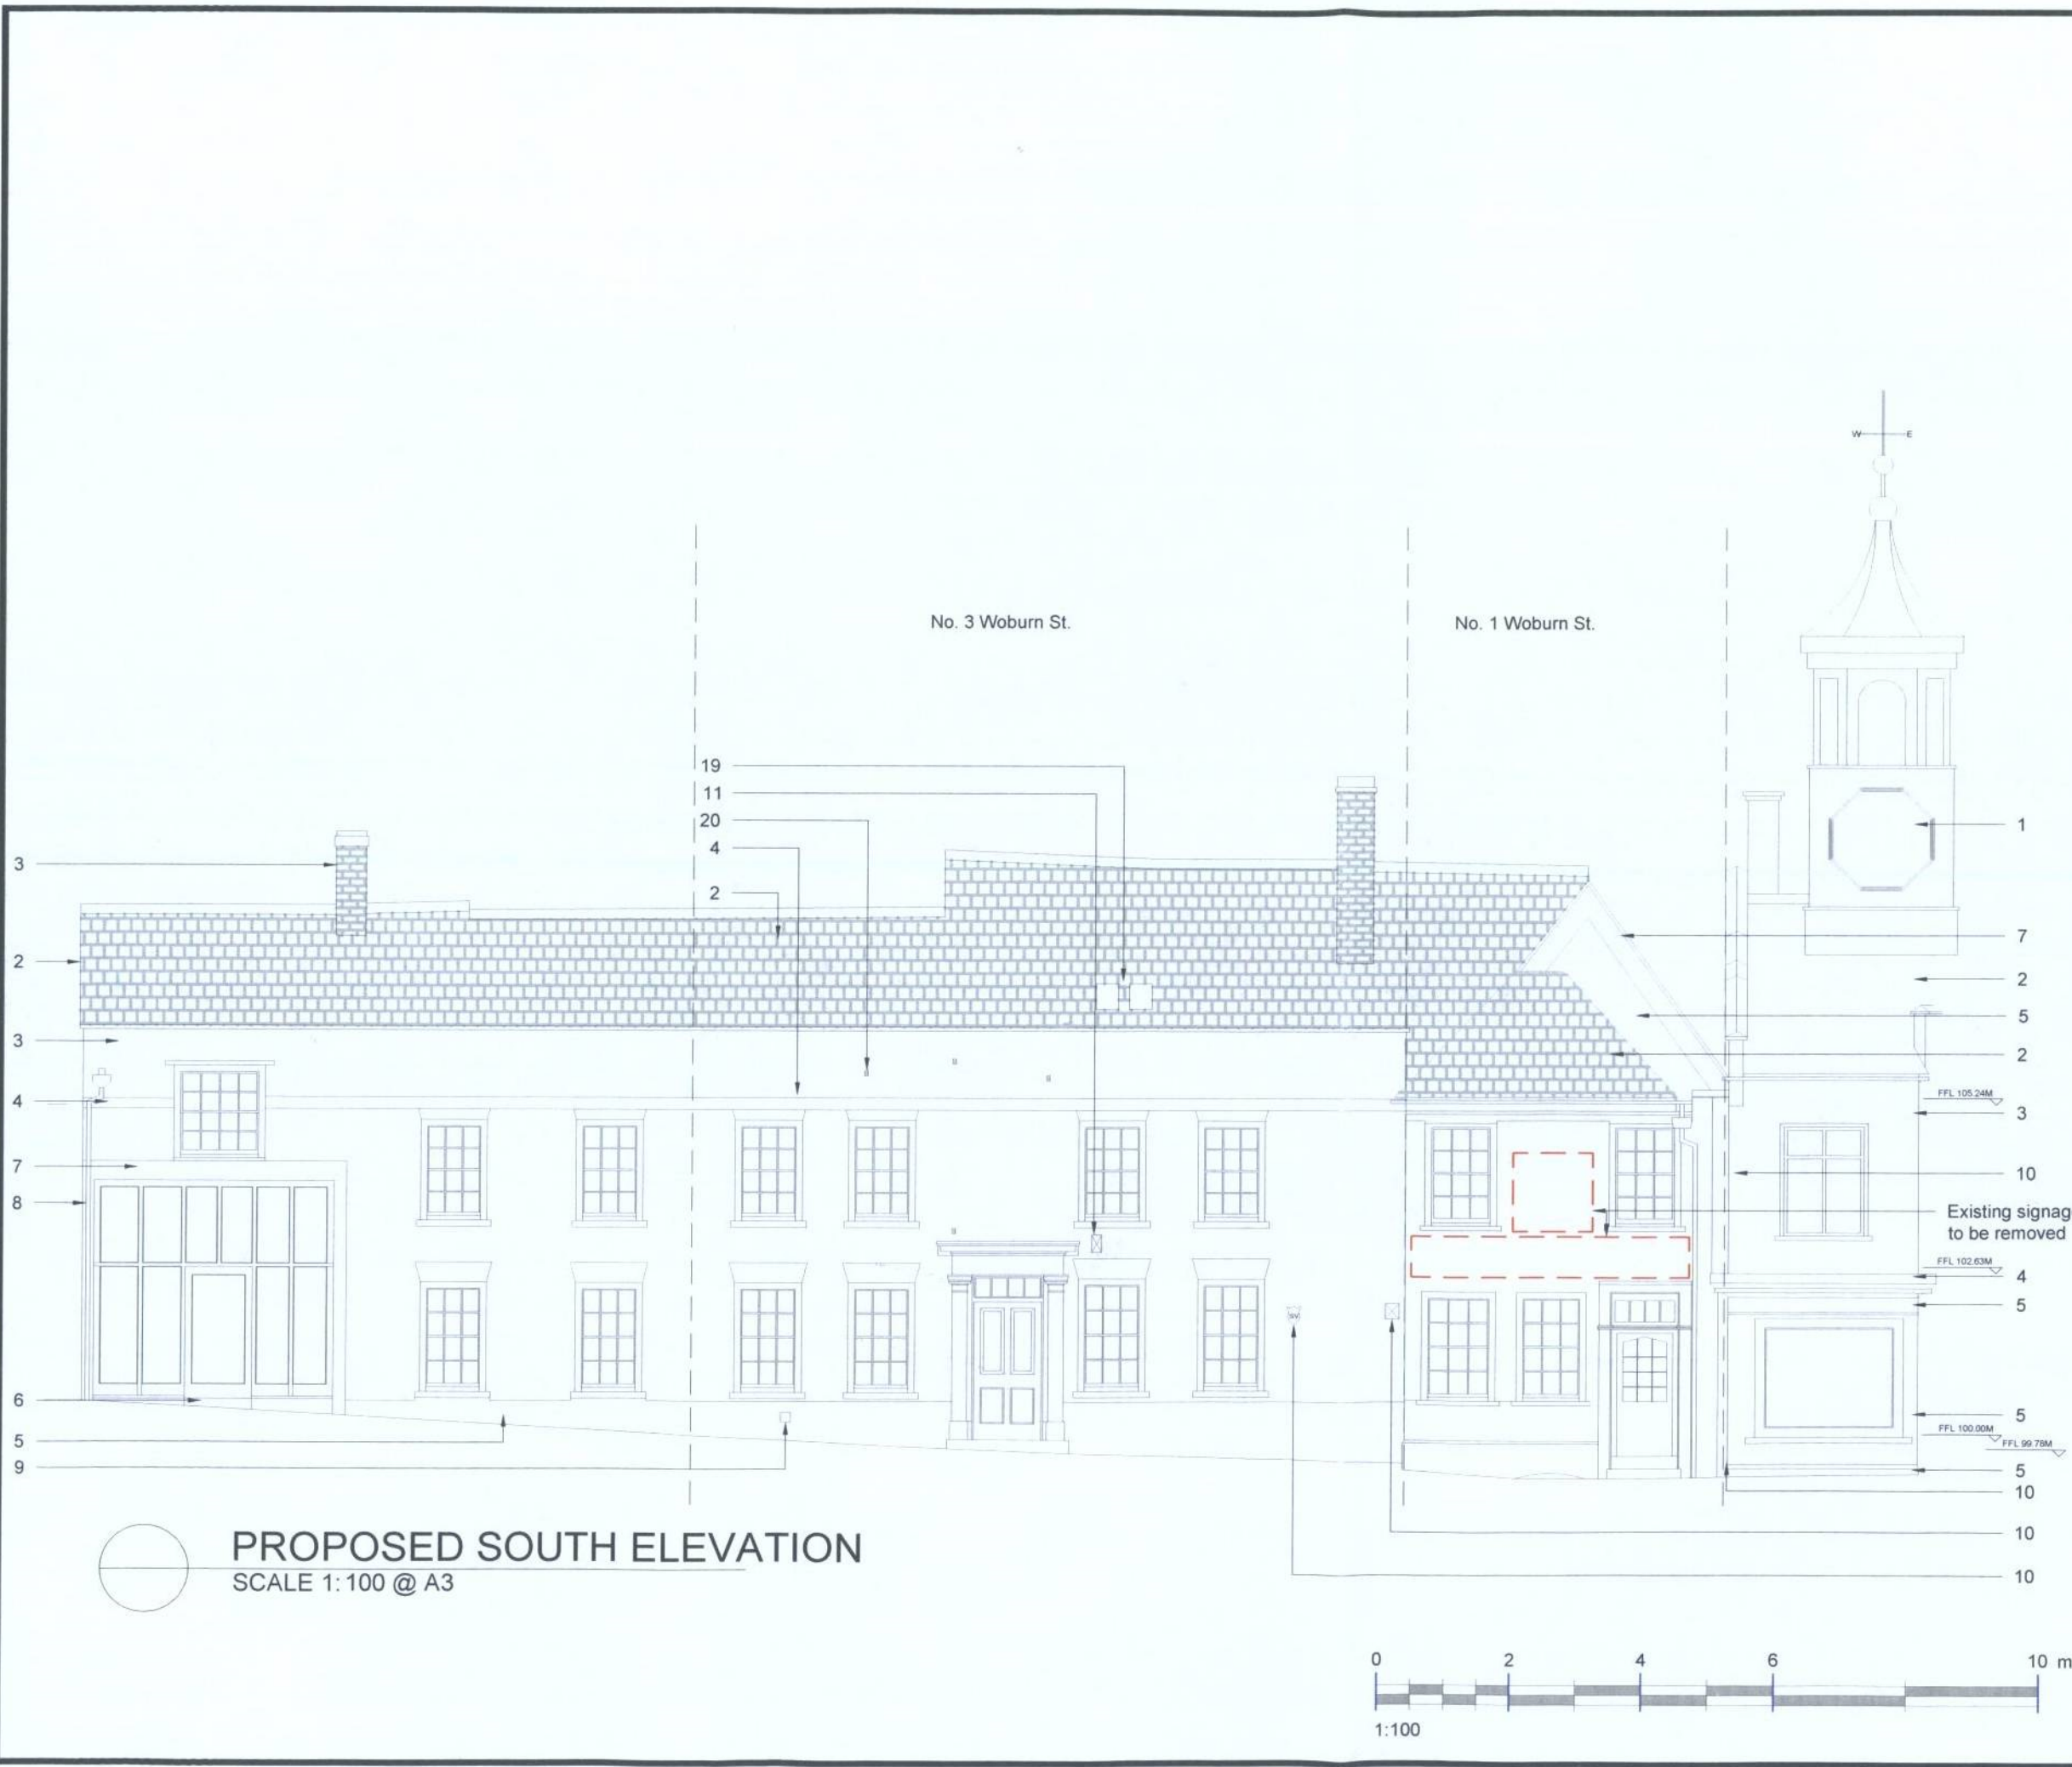 W E
No. 3 Woburn St.
No. 1 Woburn St.
19
11
20
4
2
3
2
3
4
7
8
6
5
9
1
7
2
5
2
FFL 105.24M
3
10
Existing signag
to be removed
FFL 102.63M
4
5
SV
5
FFL 100.00M
FFL 99.78M
5
10
10
10
PROPOSED SOUTH ELEVATION
SCALE 1:100 @ A3
0 2 4 6 10 m
1:100